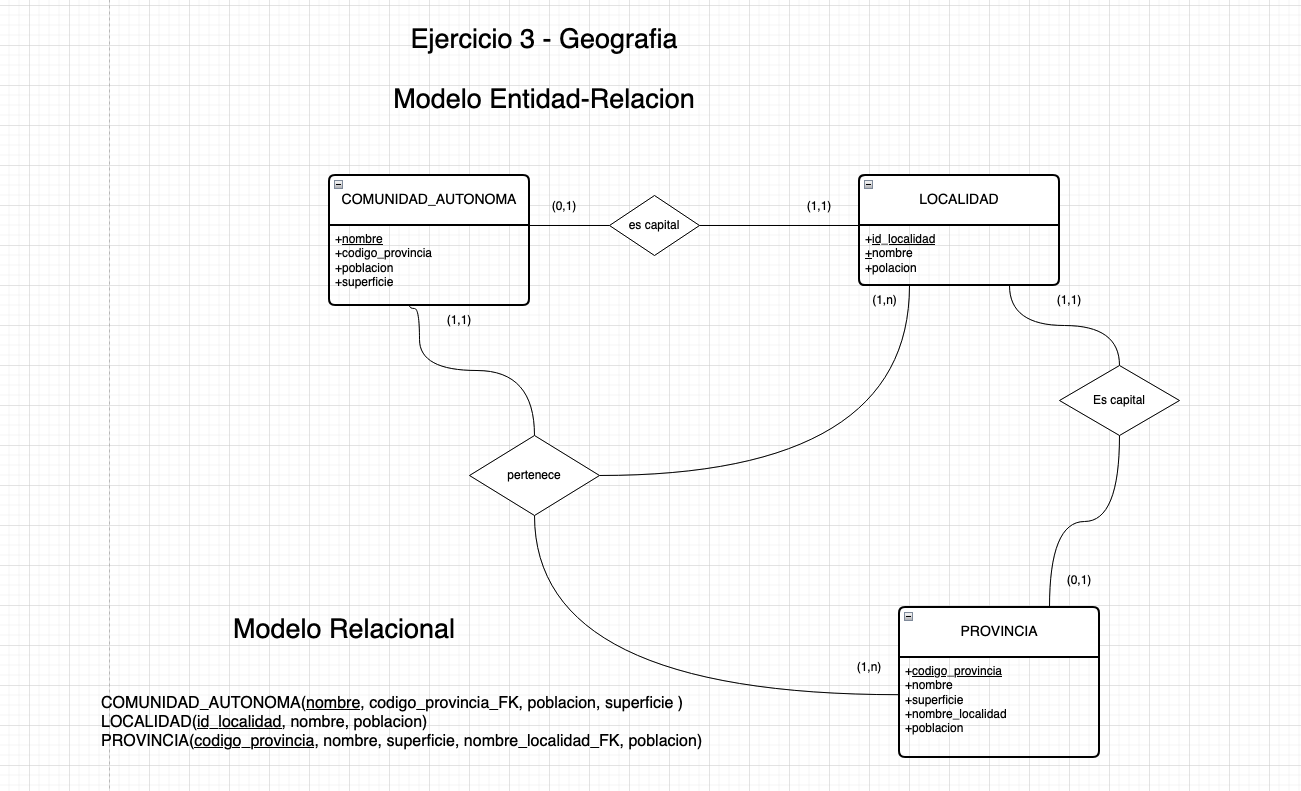 Ejercicio 3 - Geografia
Modelo Entidad-Relacion
COMUNIDAD_AUTONOMA
+nombre
+codigo_provincia
+poblacion
+superficie
(0,1)
es capital
(1,1)
LOCALIDAD
+id_localidad
+nombre
+polacion
(1,1)
(1,n)
(1,1)
Es capital
pertenece
(0,1)
(1,n)
PROVINCIA
+codigo_provincia
+nombre
+superficie
+nombre_localidad
+poblacion
Modelo Relacional
COMUNIDAD_AUTONOMA(nombre, codigo_provincia_FK, poblacion, superficie )
LOCALIDAD(id_localidad, nombre, poblacion)
PROVINCIA(codigo_provincia, nombre, superficie, nombre_localidad_FK, poblacion)